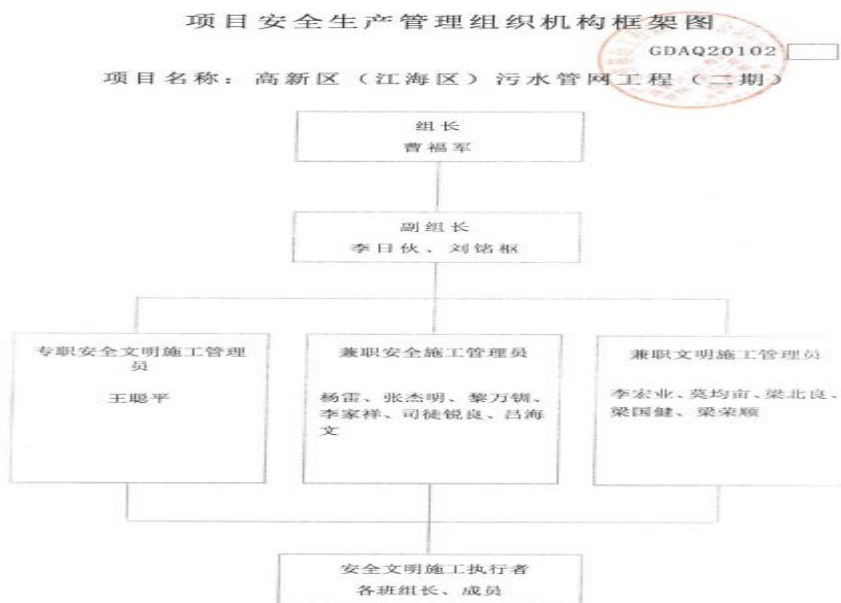 项目安全生产管理组织机构框架图
GDAQ20102
项目名称：高新区（江海区）污水管网工程（二期）
组长
曹福军
副组长
李日伙、刘铭枢
专职安全文明施工管理
员
王聪平
兼职安全施工管理员
杨雷、张杰明、黎万钏、
李家祥、司徒锐良、吕海
文
兼职文明施工管理员
李宏业、莫均亩、梁北良、
梁国健、梁荣顺
安全文明施工执行者
各班组长、成员